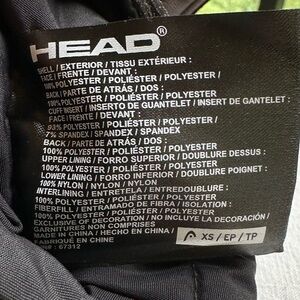 HEAD®
SHELL / EXTERIOR / TISSU EXTÉRIEUR :
FACE / FRENTE / DEVANT :
100% POLYESTER / POLIÉSTER / POLYESTER
BACK / PARTE DE ATRÁS / DOS :
100% POLYESTER / POLIÉSTER / POLYESTER
CUFF INSERT / INSERTO DE GUANTELET / INSERT DE GANTELET :
FACE / FRENTE / DEVANT :
93% POLYESTER / POLIÉSTER / POLYESTER
7% SPANDEX / SPANDEX / SPANDEX
BACK / PARTE DE ATRÁS / DOS :
100% POLYESTER / POLIÉSTER / POLYESTER
UPPER LINING / FORRO SUPERIOR / DOUBLURE DESSUS :
100% POLYESTER / POLIÉSTER / POLYESTER
LOWER LINING / FORRO INFERIOR / DOUBLURE POIGNET :
100% NYLON / NYLON / NYLON
INTERLINING / ENTRETELA / ENTREDOUBLURE :
100% POLYESTER / POLIÉSTER / POLYESTER
FIBERFILL / ENTRAMADO DE FIBRA / ISOLATION :
100% POLYESTER / POLIÉSTER / POLYESTER
EXCLUSIVE OF DECORATION / NO INCLUYE LA DECORACIÓN /
GARNITURES NON COMPRISES
MADE IN CHINA / HECHO EN CHINA /
FABRIQUÉ EN CHINE
67312
XS / EP / TP